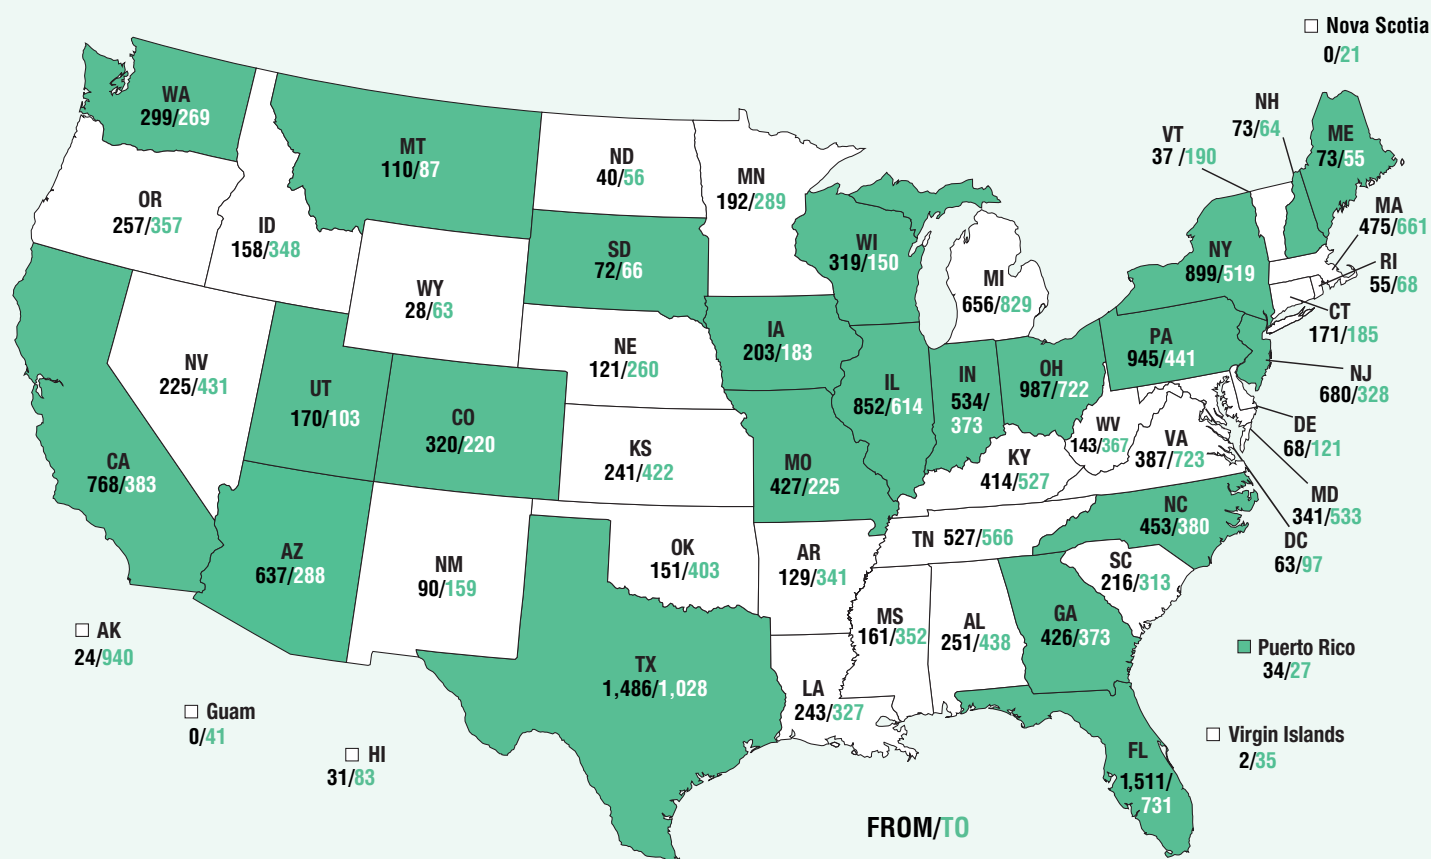 Nova Scotia
0/21
WA
299/269
MT
110/87
ND
40/56
MN
192/289
VT
37 /190
NH
73/64
ME
73/55
OR
257/357
ID
158/348
WY
28/63
SD
72/66
WI
319/150
MI
656/829
NY
899/519
MA
475/661
RI
55/68
CT
171/185
NV
225/431
UT
170/103
CO
320/220
NE
121/260
IA
203/183
IL
852/614
IN
534/
373
OH
987/722
PA
945/441
NJ
680/328
CA
768/383
KS
241/422
MO
427/225
KY
414/527
WV
143/367
VA
387/723
DE
68/121
MD
341/533
DC
63/97
AZ
637/288
NM
90/159
OK
151/403
AR
129/341
TN 527/566
NC
453/380
SC
216/313
AK
24/940
TX
1,486/1,028
LA
243/327
MS
161/352
AL
251/438
GA
426/373
Puerto Rico
34/27
Guam
0/41
HI
31/83
FL
1,511/
731
Virgin Islands
2/35
FROM/TO